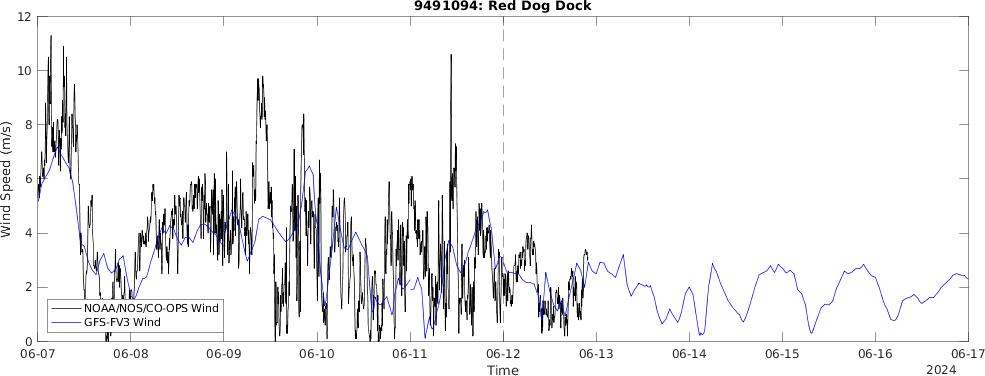 9491094: Red Dog Dock
Wind Speed (m/s)
12
10
8
6
4
2
0
NOAA/NOS/CO-OPS Wind
GFS-FV3 Wind
06-07 06-08 06-09 06-10 06-11 06-12 06-13 06-14 06-15 06-16 06-17
Time
2024